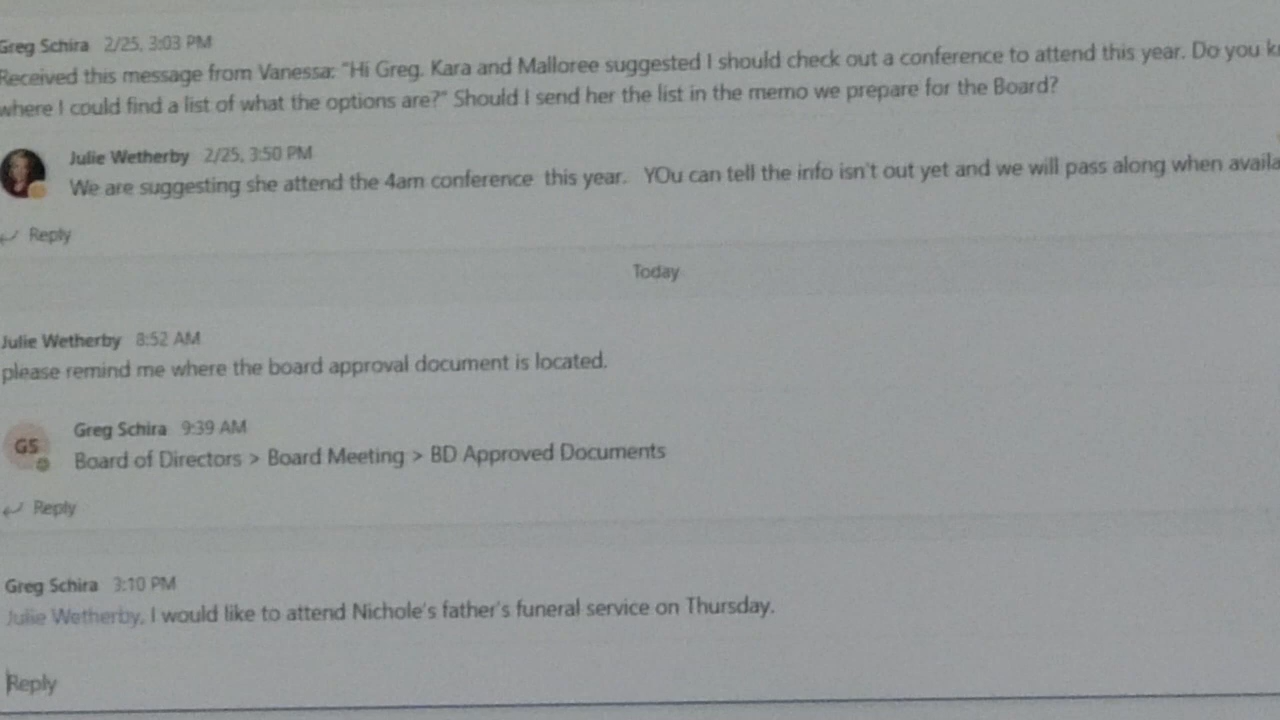 Greg Schira 2/25, 3:03 PM
Received this message from Vanessa: "Hi Greg. Kara and Malloree suggested I should check out a conference to attend this year. Do you
where I could find a list of what the options are?" Should I send her the list in the memo we prepare for the Board?
Julie Wetherby 2/25, 3:50 PM
We are suggesting she attend the 4am conference this year. YOu can tell the info isn't out yet and we will pass along when availa
Reply
Today
Julie Wetherby 8:52 AM
please remind me where the board approval document is located.
GS
Greg Schira 9:39 AM
Board of Directors > Board Meeting > BD Approved Documents
Reply
Greg Schira 3:10 PM
Julie Wetherby, I would like to attend Nichole's father's funeral service on Thursday.
Reply